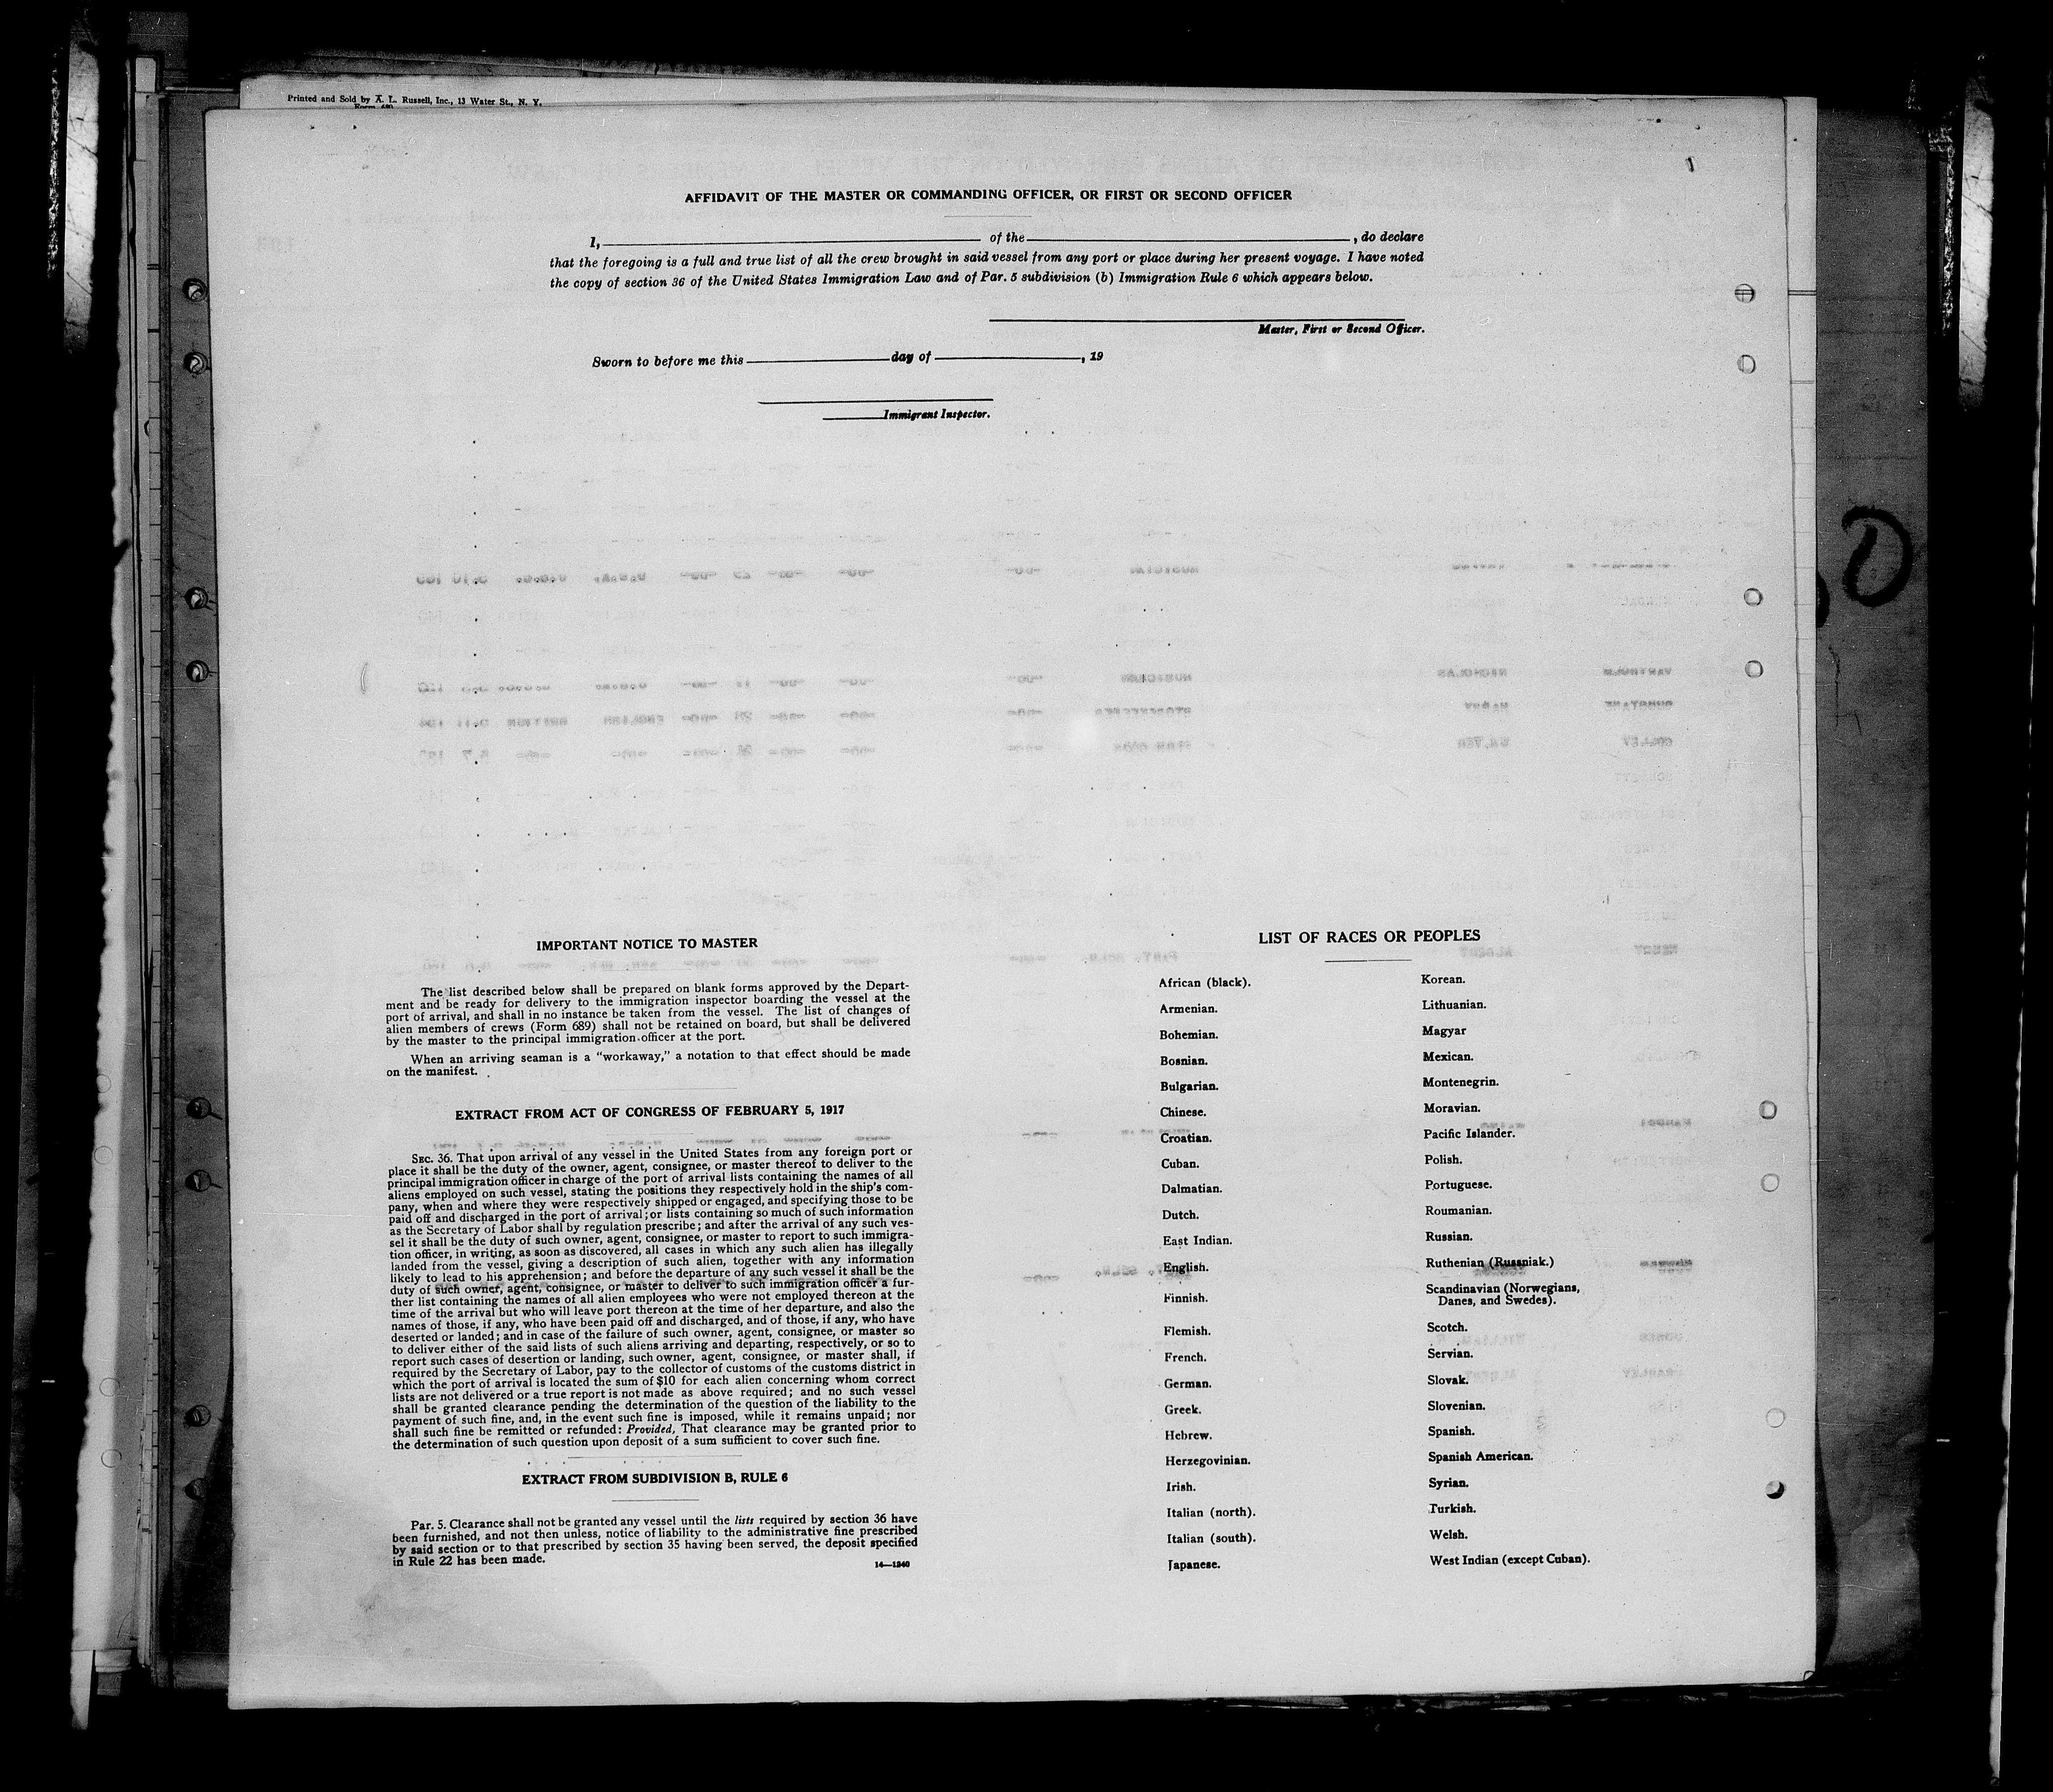 Printed and Sold by A. L. Russell, Inc., 13 Water St., N. Y.
AFFIDAVIT OF THE MASTER OR COMMANDING OFFICER, OR FIRST OR SECOND OFFICER
I, of the , do declare
that the foregoing is a full and true list of all the crew brought in said vessel from any port or place during her present voyage. I have noted
the copy of section 36 of the United States Immigration Law and of Par. 5 subdivision (b) Immigration Rule 6 which appears below.
Master, First or Second Officer.
Sworn to before me this day of , 19
Immigrant Inspector.
IMPORTANT NOTICE TO MASTER
The list described below shall be prepared on blank forms approved by the Depart-
ment and be ready for delivery to the immigration inspector boarding the vessel at the
port of arrival, and shall in no instance be taken from the vessel. The list of changes of
alien members of crews (Form 689) shall not be retained on board, but shall be delivered
by the master to the principal immigration officer at the port.
When an arriving seaman is a "workaway," a notation to that effect should be made
on the manifest.
EXTRACT FROM ACT OF CONGRESS OF FEBRUARY 5, 1917
SEC. 36. That upon arrival of any vessel in the United States from any foreign port or
place it shall be the duty of the owner, agent, consignee, or master thereof to deliver to the
principal immigration officer in charge of the port of arrival lists containing the names of all
aliens employed on such vessel, stating the positions they respectively hold in the ship's com-
pany, when and where they were respectively shipped or engaged, and specifying those to be
paid off and discharged in the port of arrival; or lists containing so much of such information
as the Secretary of Labor shall by regulation prescribe; and after the arrival of any such ves-
sel it shall be the duty of such owner, agent, consignee, or master to report to such immigra-
tion officer, in writing, as soon as discovered, all cases in which any such alien has illegally
landed from the vessel, giving a description of such alien, together with any information
likely to lead to his apprehension; and before the departure of any such vessel it shall be the
duty of such owner, agent, consignee, or master to deliver to such immigration officer a fur-
ther list containing the names of all alien employees who were not employed thereon at the
time of the arrival but who will leave port thereon at the time of her departure, and also the
names of those, if any, who have been paid off and discharged, and of those, if any, who have
deserted or landed; and in case of the failure of such owner, agent, consignee, or master so
to deliver either of the said lists of such aliens arriving and departing, respectively, or so to
report such cases of desertion or landing, such owner, agent, consignee, or master shall, if
required by the Secretary of Labor, pay to the collector of customs of the customs district in
which the port of arrival is located the sum of $10 for each alien concerning whom correct
lists are not delivered or a true report is not made as above required; and no such vessel
shall be granted clearance pending the determination of the question of the liability to the
payment of such fine, and, in the event such fine is imposed, while it remains unpaid; nor
shall such fine be remitted or refunded: Provided, That clearance may be granted prior to
the determination of such question upon deposit of a sum sufficient to cover such fine.
EXTRACT FROM SUBDIVISION B, RULE 6
Par. 5. Clearance shall not be granted any vessel until the lists required by section 36 have
been furnished, and not then unless, notice of liability to the administrative fine prescribed
by said section or to that prescribed by section 35 having been served, the deposit specified
in Rule 22 has been made.
14—1240
LIST OF RACES OR PEOPLES
African (black).
Armenian.
Bohemian.
Bosnian.
Bulgarian.
Chinese.
Croatian.
Cuban.
Dalmatian.
Dutch.
East Indian.
English.
Finnish.
Flemish.
French.
German.
Greek.
Hebrew.
Herzegovinian.
Irish.
Italian (north).
Italian (south).
Japanese.
Korean.
Lithuanian.
Magyar
Mexican.
Montenegrin.
Moravian.
Pacific Islander.
Polish.
Portuguese.
Roumanian.
Russian.
Ruthenian (Russniak.)
Scandinavian (Norwegians,
Danes, and Swedes).
Scotch.
Servian.
Slovak.
Slovenian.
Spanish.
Spanish American.
Syrian.
Turkish.
Welsh.
West Indian (except Cuban).